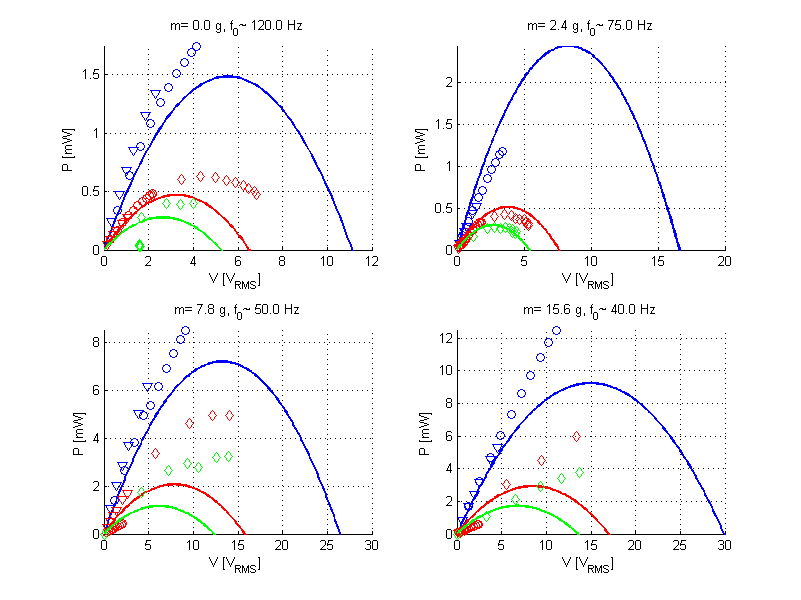 m= 0.0 g, f0~ 120.0 Hz
P [mW]
1.5
1
0.5
0
0 2 4 6 8 10 12
V [VRMS]
m= 2.4 g, f0~ 75.0 Hz
P [mW]
2
1.5
1
0.5
0
0 5 10 15 20
V [VRMS]
m= 7.8 g, f0~ 50.0 Hz
P [mW]
8
6
4
2
0
0 5 10 15 20 25 30
V [VRMS]
m= 15.6 g, f0~ 40.0 Hz
P [mW]
12
10
8
6
4
2
0
0 5 10 15 20 25 30
V [VRMS]